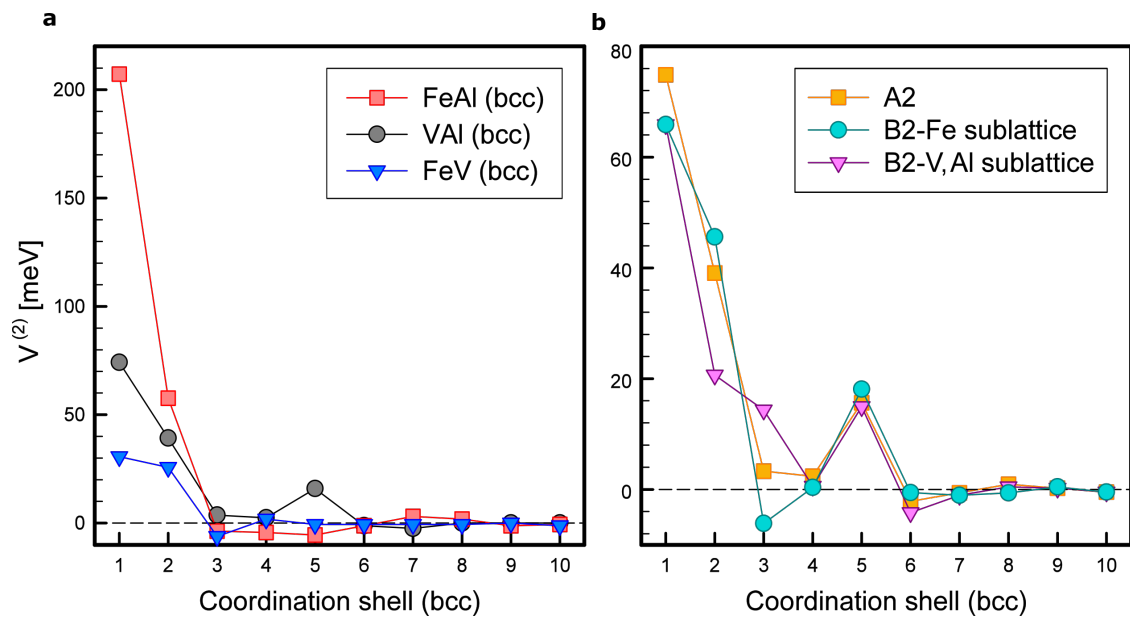 a
b
V(2) [meV]
200
150
100
50
0
FeAl (bcc)
VAl (bcc)
FeV (bcc)
1 2 3 4 5 6 7 8 9 10
Coordination shell (bcc)
80
60
40
20
0
A2
B2-Fe sublattice
B2-V,Al sublattice
1 2 3 4 5 6 7 8 9 10
Coordination shell (bcc)